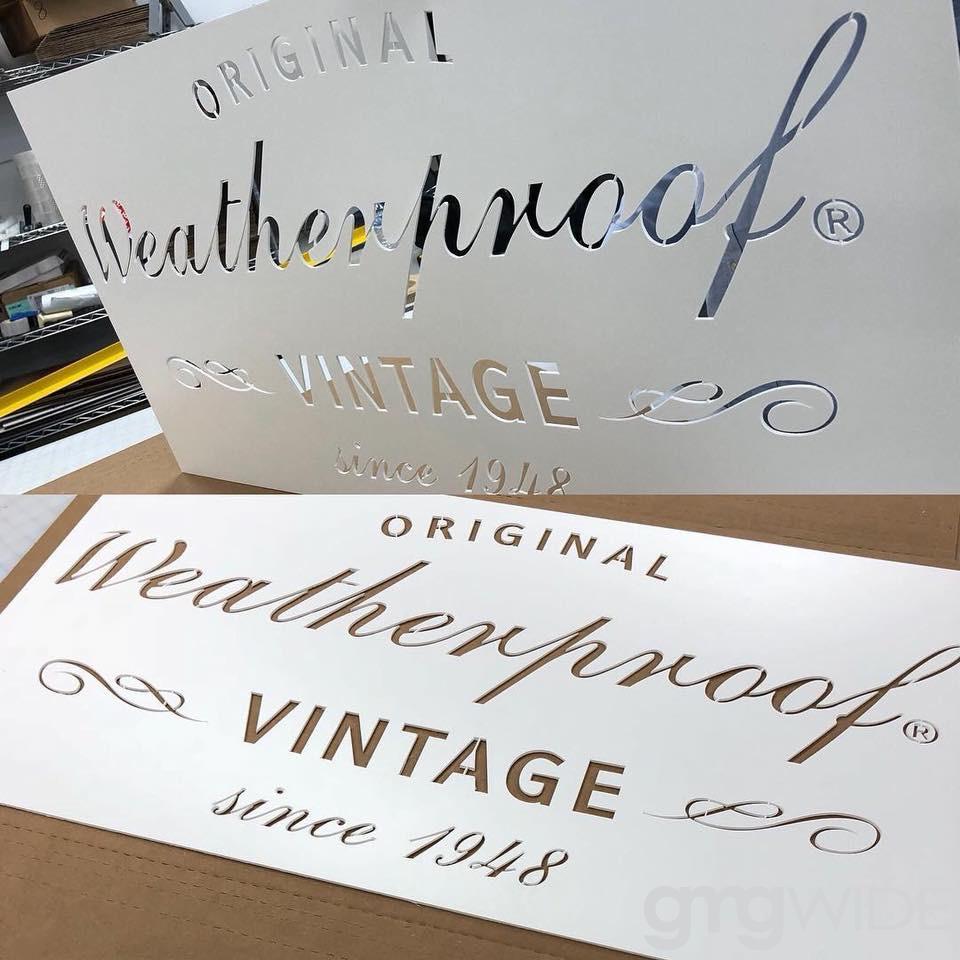 ORIGINAL
Weatherproof®
VINTAGE
since 1948
ORIGINAL
Weatherproof®
VINTAGE
since 1948
gmgWIDE